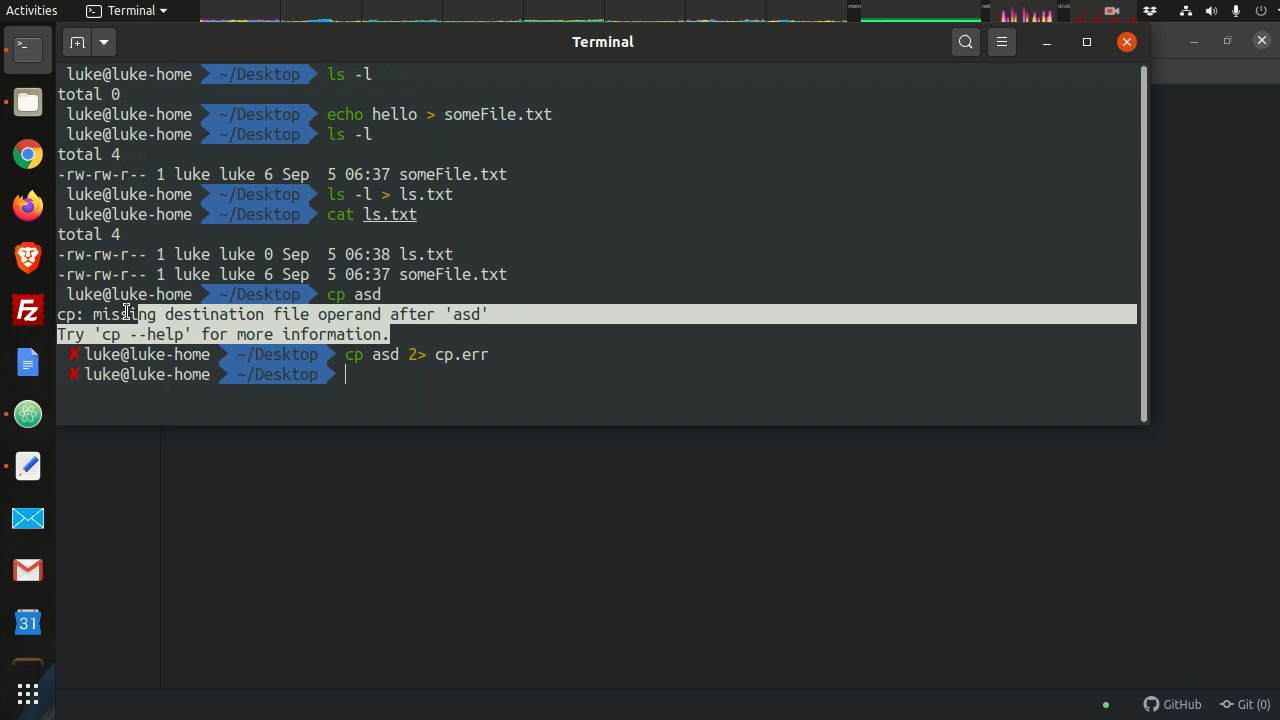 Activities Terminal
mem net disk
Terminal
luke@luke-home ~/Desktop ls -l
total 0
luke@luke-home ~/Desktop echo hello > someFile.txt
luke@luke-home ~/Desktop ls -l
total 4
-rw-rw-r-- 1 luke luke 6 Sep  5 06:37 someFile.txt
luke@luke-home ~/Desktop ls -l > ls.txt
luke@luke-home ~/Desktop cat ls.txt
total 4
-rw-rw-r-- 1 luke luke 0 Sep  5 06:38 ls.txt
-rw-rw-r-- 1 luke luke 6 Sep  5 06:37 someFile.txt
luke@luke-home ~/Desktop cp asd
cp: missing destination file operand after 'asd'
Try 'cp --help' for more information.
✘ luke@luke-home ~/Desktop cp asd 2> cp.err
✘ luke@luke-home ~/Desktop
31
GitHub Git (0)